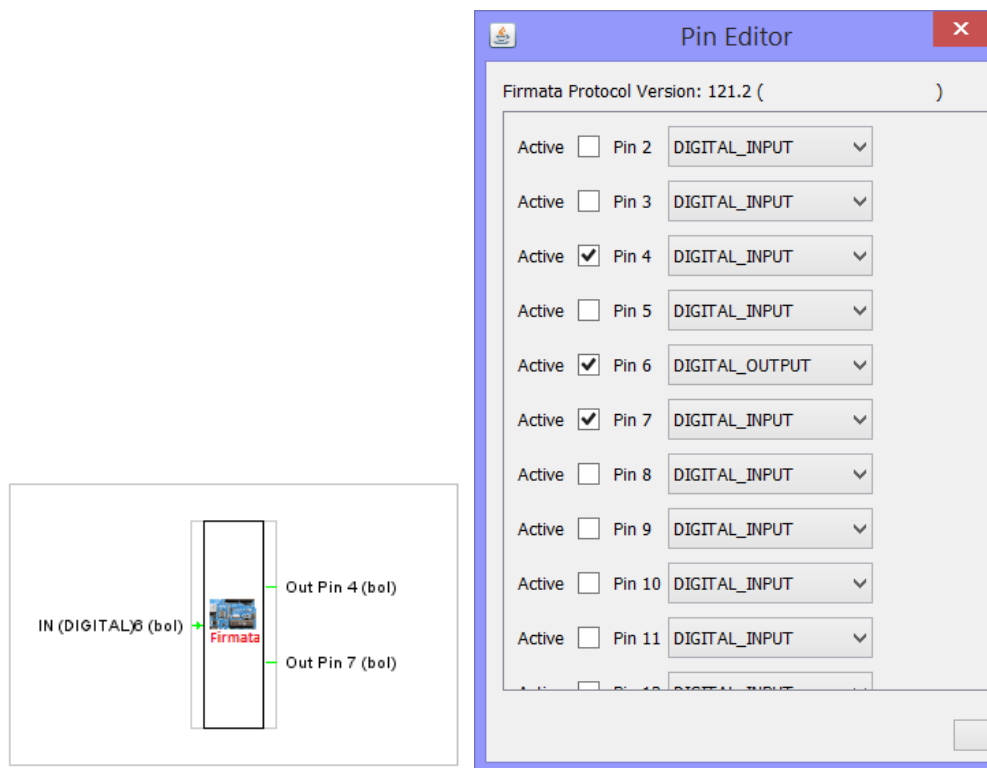 Pin Editor
Firmata Protocol Version: 121.2 ( )
Active Pin 2 DIGITAL_INPUT
Active Pin 3 DIGITAL_INPUT
Active Pin 4 DIGITAL_INPUT
Active Pin 5 DIGITAL_INPUT
Active Pin 6 DIGITAL_OUTPUT
Active Pin 7 DIGITAL_INPUT
Active Pin 8 DIGITAL_INPUT
Active Pin 9 DIGITAL_INPUT
Active Pin 10 DIGITAL_INPUT
Active Pin 11 DIGITAL_INPUT
Out Pin 4 (bol)
IN (DIGITAL)6 (bol)
Firmata
Out Pin 7 (bol)